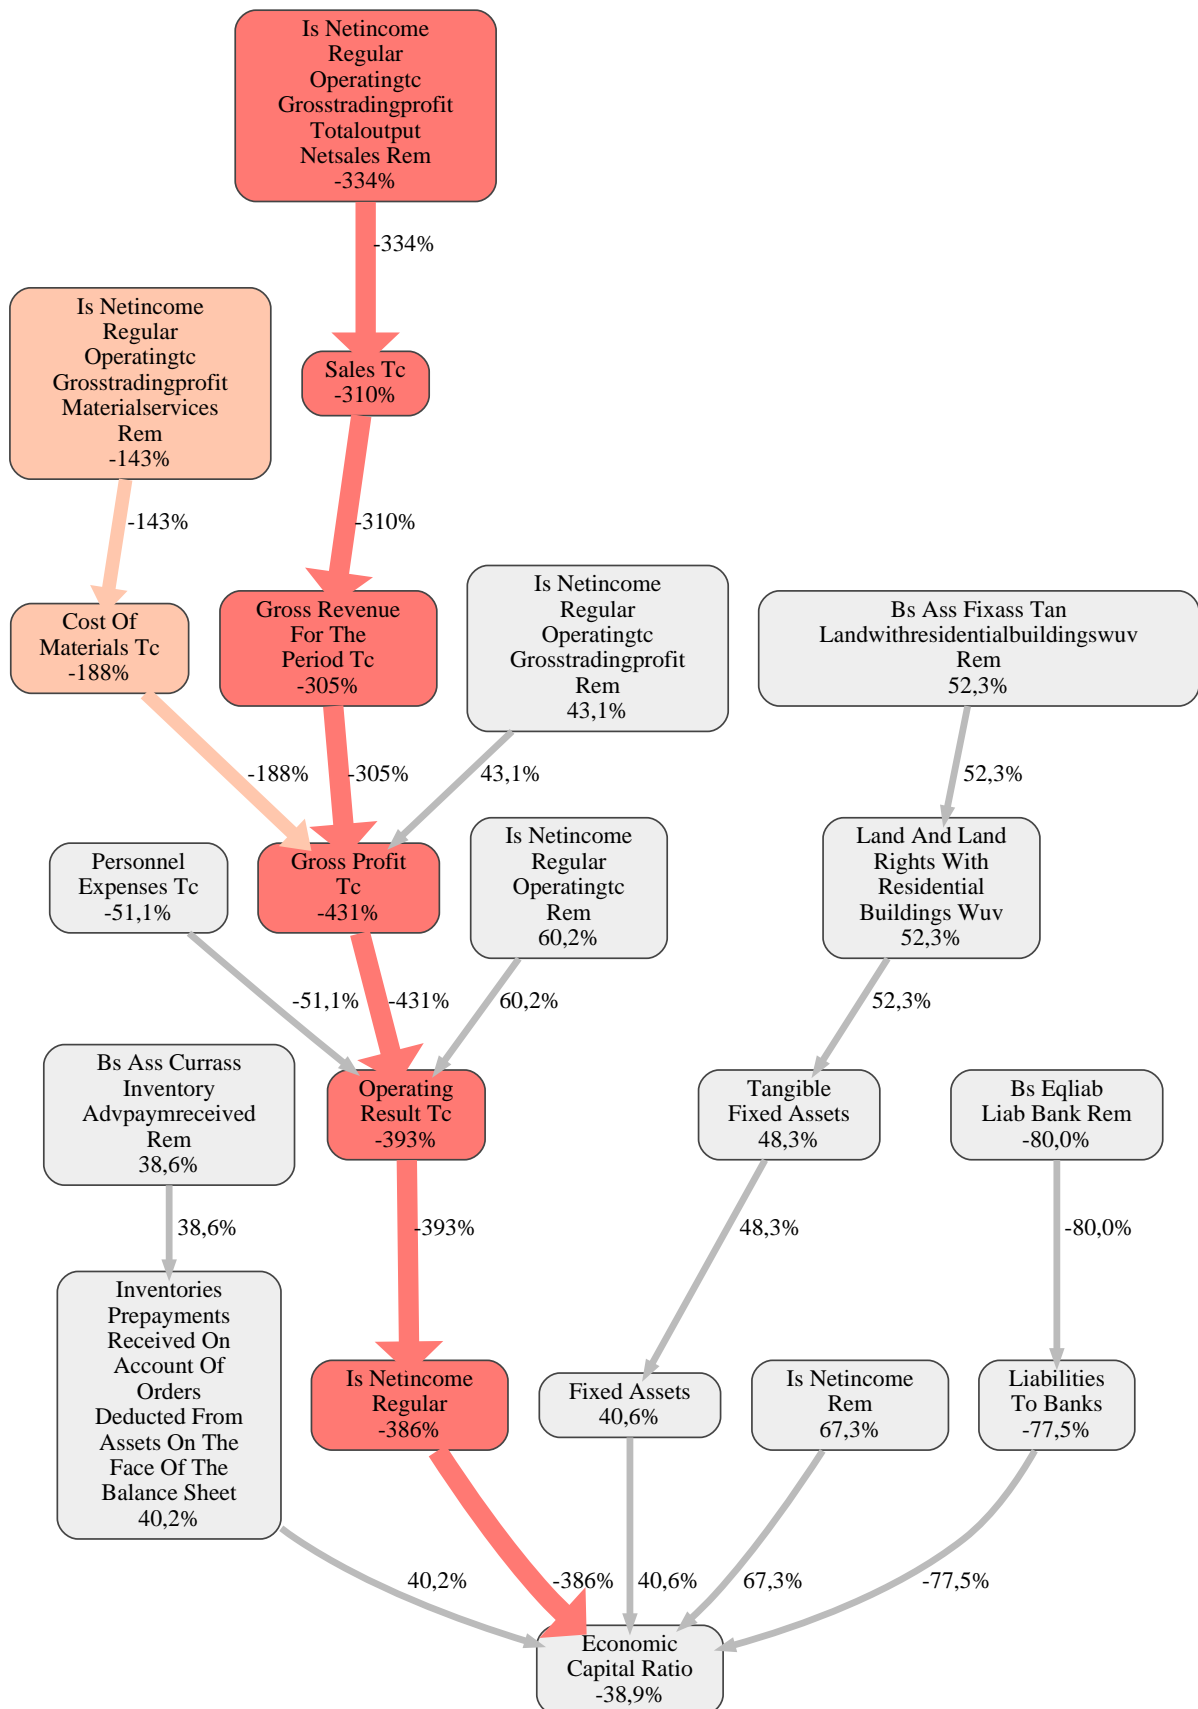 Is Netincome
Regular
Operatingtc
Grosstradingprofit
Totaloutput
Netsales Rem
-334%
-334%
Is Netincome
Regular
Operatingtc
Grosstradingprofit
Materialservices
Rem
-143%
Sales Tc
-310%
-143%
-310%
Cost Of
Materials Tc
-188%
Gross Revenue
For The
Period Tc
-305%
Is Netincome
Regular
Operatingtc
Grosstradingprofit
Rem
43,1%
Bs Ass Fixass Tan
Landwithresidentialbuildingswuv
Rem
52,3%
-188%
-305%
43,1%
52,3%
Personnel
Expenses Tc
-51,1%
Gross Profit
Tc
-431%
Is Netincome
Regular
Operatingtc
Rem
60,2%
Land And Land
Rights With
Residential
Buildings Wuv
52,3%
-51,1%
-431%
60,2%
52,3%
Bs Ass Currass
Inventory
Advpaymreceived
Rem
38,6%
Operating
Result Tc
-393%
Tangible
Fixed Assets
48,3%
Bs Eqliab
Liab Bank Rem
-80,0%
38,6%
-393%
48,3%
-80,0%
Inventories
Prepayments
Received On
Account Of
Orders
Deducted From
Assets On The
Face Of The
Balance Sheet
40,2%
Is Netincome
Regular
-386%
Fixed Assets
40,6%
Is Netincome
Rem
67,3%
Liabilities
To Banks
-77,5%
40,2%
-386%
40,6%
67,3%
-77,5%
Economic
Capital Ratio
-38,9%